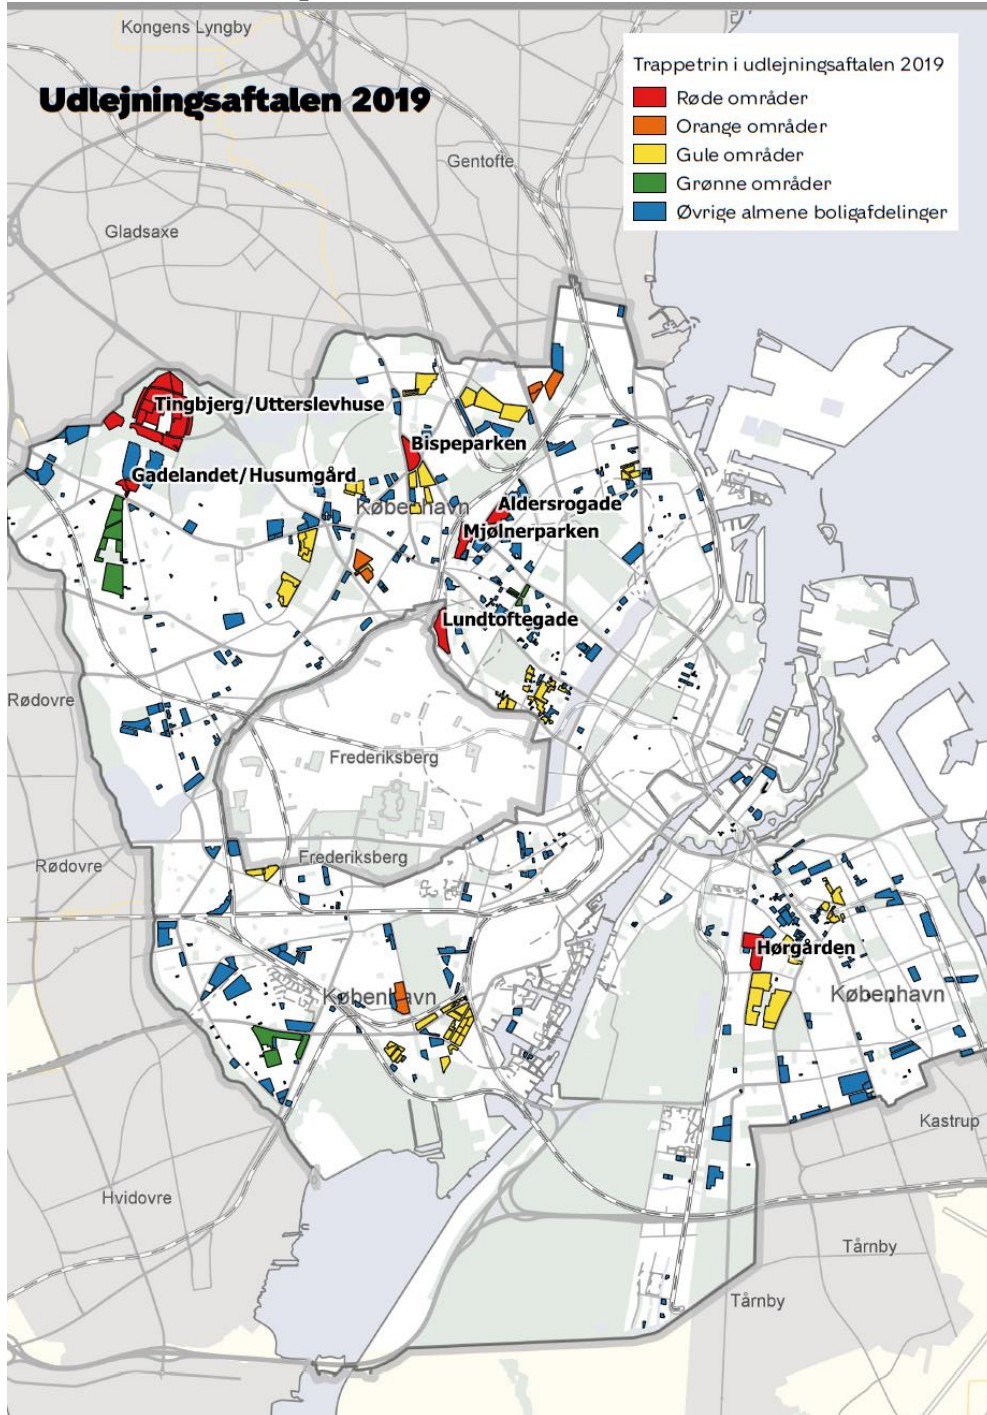 Kongens Lyngby
Trappetrin i udlejningsaftalen 2019
Udlejningsaftalen 2019
Røde områder
Orange områder
Gule områder
Grønne områder
Øvrige almene boligafdelinger
Gentofte
Gladsaxe
Tingbjerg/Utterslevhuse
Bispeparken
Gadelandet/Husumgård
København
Aldersrogade
Mjølnerparken
Lundtoftegade
Rødovre
Frederiksberg
Frederiksberg
Rødovre
Hørgården
København
København
Kastrup
Hvidovre
Tårnby
Tårnby